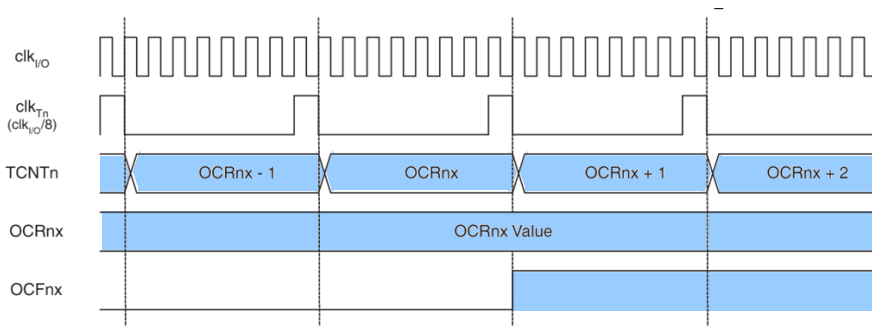 clkI/O
clkTn
(clkI/O/8)
TCNTn
OCRnx - 1
OCRnx
OCRnx + 1
OCRnx + 2
OCRnx
OCRnx Value
OCFnx